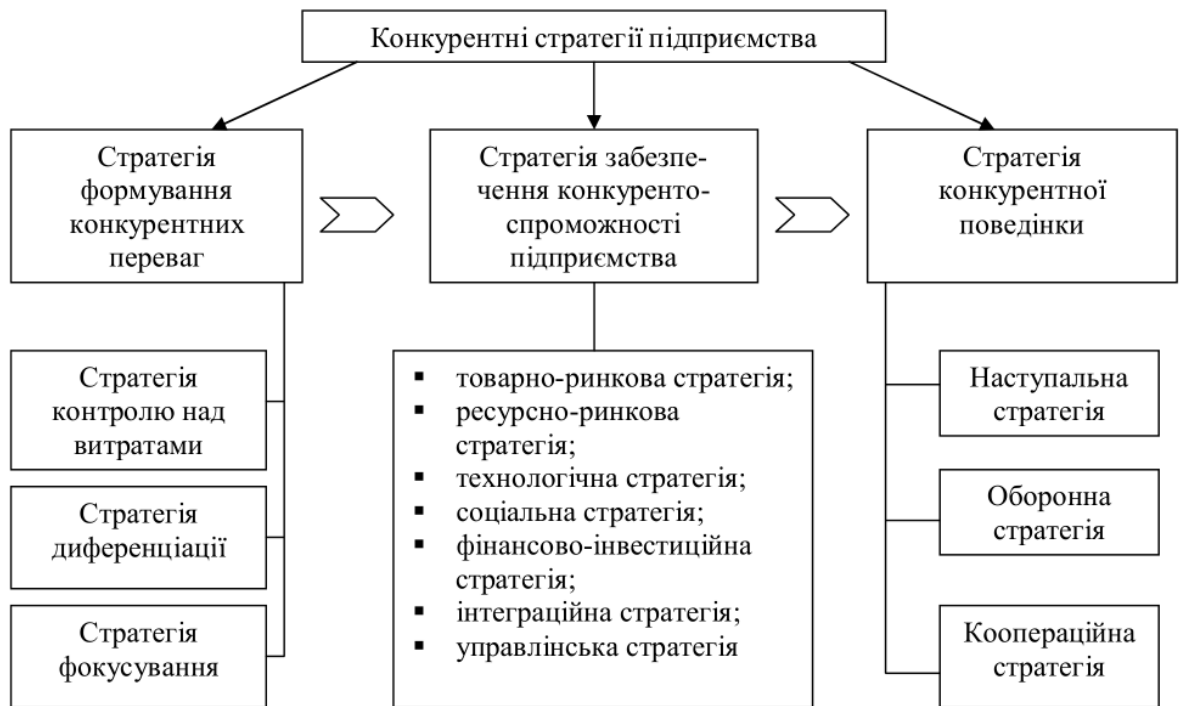 Конкурентні стратегії підприємства
Стратегія
формування
конкурентних
переваг
Стратегія забезпе-
чення конкуренто-
спроможності
підприємства
Стратегія
конкурентної
поведінки
Стратегія
контролю над
витратами
Стратегія
диференціації
Стратегія
фокусування
▪ товарно-ринкова стратегія;
▪ ресурсно-ринкова
стратегія;
▪ технологічна стратегія;
▪ соціальна стратегія;
▪ фінансово-інвестиційна
стратегія;
▪ інтеграційна стратегія;
▪ управлінська стратегія
Наступальна
стратегія
Оборонна
стратегія
Коопераційна
стратегія